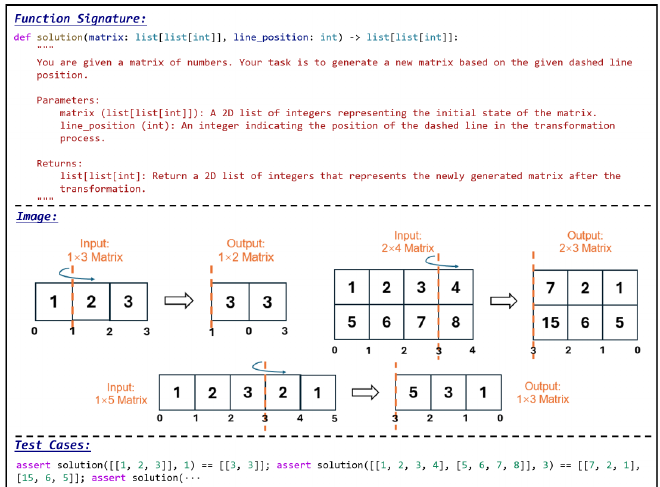 Function Signature:
def solution(matrix: list[list[int]], line_position: int) -> list[list[int]]:
"""
You are given a matrix of numbers. Your task is to generate a new matrix based on the given dashed line
position.
Parameters:
matrix (list[list[int]]): A 2D list of integers representing the initial state of the matrix.
line_position (int): An integer indicating the position of the dashed line in the transformation
process.
Returns:
list[list[int]: Return a 2D list of integers that represents the newly generated matrix after the
transformation.
"""
Image:
Input:
1×3 Matrix
Output:
1×2 Matrix
1 2 3
3 3
0 1 2 3
1 0 3
Input:
2×4 Matrix
Output:
2×3 Matrix
1 2 3 4
5 6 7 8
7 2 1
15 6 5
0 1 2 3 4
3 2 1 0
Input:
1×5 Matrix
1 2 3 2 1
5 3 1
Output:
1×3 Matrix
0 1 2 3 4 5
3 2 1 0
Test Cases:
assert solution([[1, 2, 3]], 1) == [[3, 3]]; assert solution([[1, 2, 3, 4], [5, 6, 7, 8]], 3) == [[7, 2, 1],
[15, 6, 5]]; assert solution(···